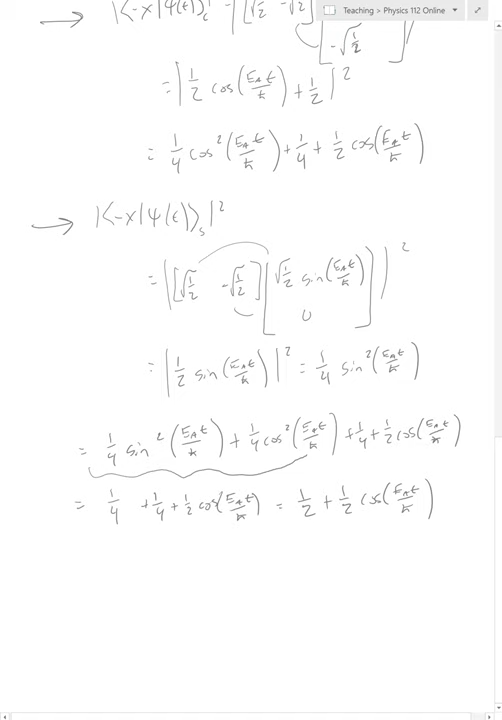 Teaching > Physics 112 Online
→ |<-x|Ψ(t)>_c|² = |[√½ -√½] [ -√½ ]|²
= |½ cos(E_A t/ħ) + ½|²
= ¼ cos²(E_A t/ħ) + ¼ + ½ cos(E_A t/ħ)
→ |<-x|Ψ(t)>_s|²
= |[√½ -√½] [√½ sin(E_A t/ħ) 0]|²
= |½ sin(E_A t/ħ)|² = ¼ sin²(E_A t/ħ)
= ¼ sin²(E_A t/ħ) + ¼ cos²(E_A t/ħ) + ¼ + ½ cos(E_A t/ħ)
= ¼ + ¼ + ½ cos(E_A t/ħ) = ½ + ½ cos(E_A t/ħ)